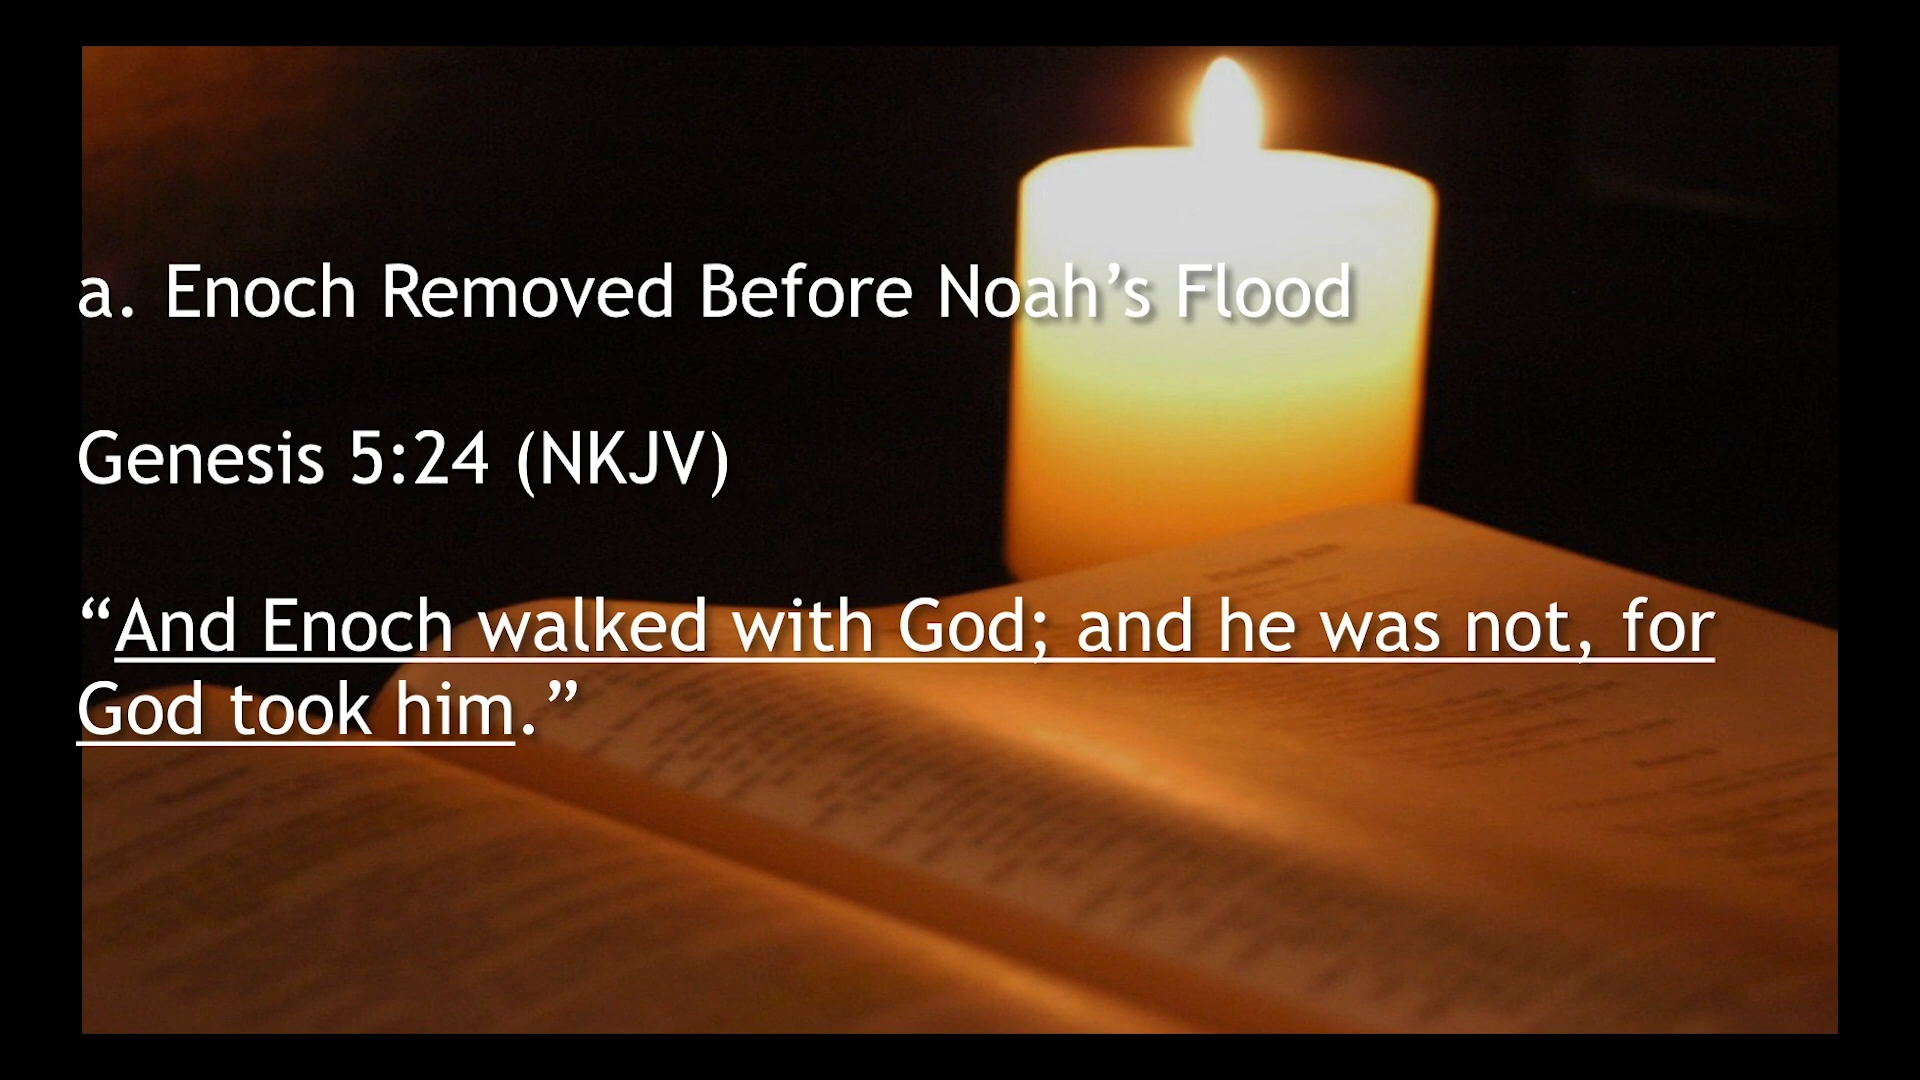 a. Enoch Removed Before Noah’s Flood
Genesis 5:24 (NKJV)
“And Enoch walked with God; and he was not, for
God took him.”